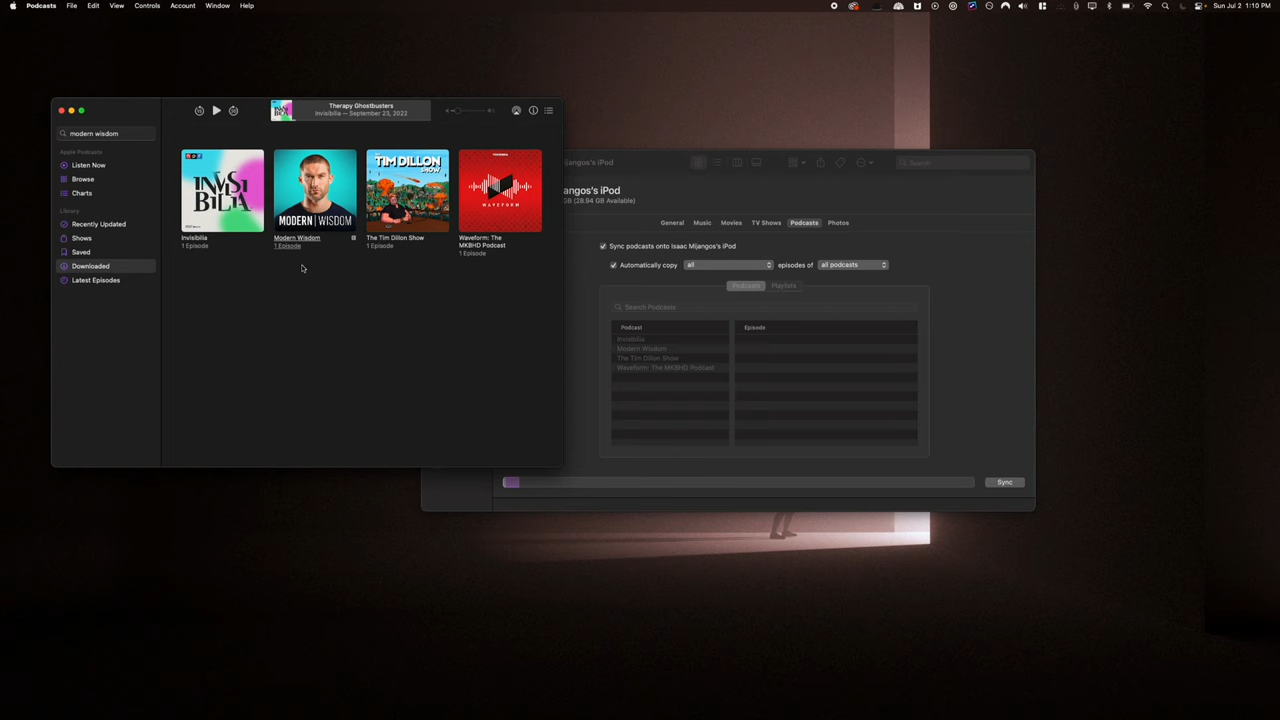 Podcasts File Edit View Controls Account Window Help
Sun Jul 2 1:10 PM
modern wisdom
Apple Podcasts
Listen Now
Browse
Charts
Library
Recently Updated
Shows
Saved
Downloaded
Latest Episodes
Therapy Ghostbusters
Invisibilia — September 23, 2022
INVISIBILIA
Invisibilia
1 Episode
MODERN | WISDOM
Modern Wisdom
1 Episode
TIM DILLON SHOW
The Tim Dillon Show
1 Episode
WAVEFORM
Waveform: The
MKBHD Podcast
1 Episode
Mijangos's iPod
Search
Mijangos's iPod
GB (28.94 GB Available)
General Music Movies TV Shows Podcasts Photos
Sync podcasts onto Isaac Mijangos's iPod
Automatically copy all episodes of all podcasts
Podcasts Playlists
Search Podcasts
Podcast Episode
Invisibilia
Modern Wisdom
The Tim Dillon Show
Waveform: The MKBHD Podcast
Sync